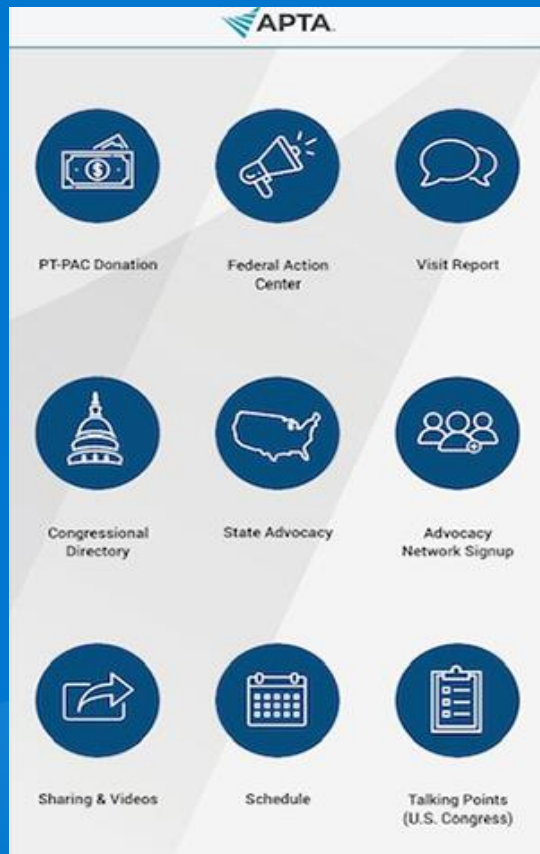 APTA
PT-PAC Donation
Federal Action
Center
Visit Report
Congressional
Directory
State Advocacy
Advocacy
Network Signup
Sharing & Videos
Schedule
Talking Points
(U.S. Congress)